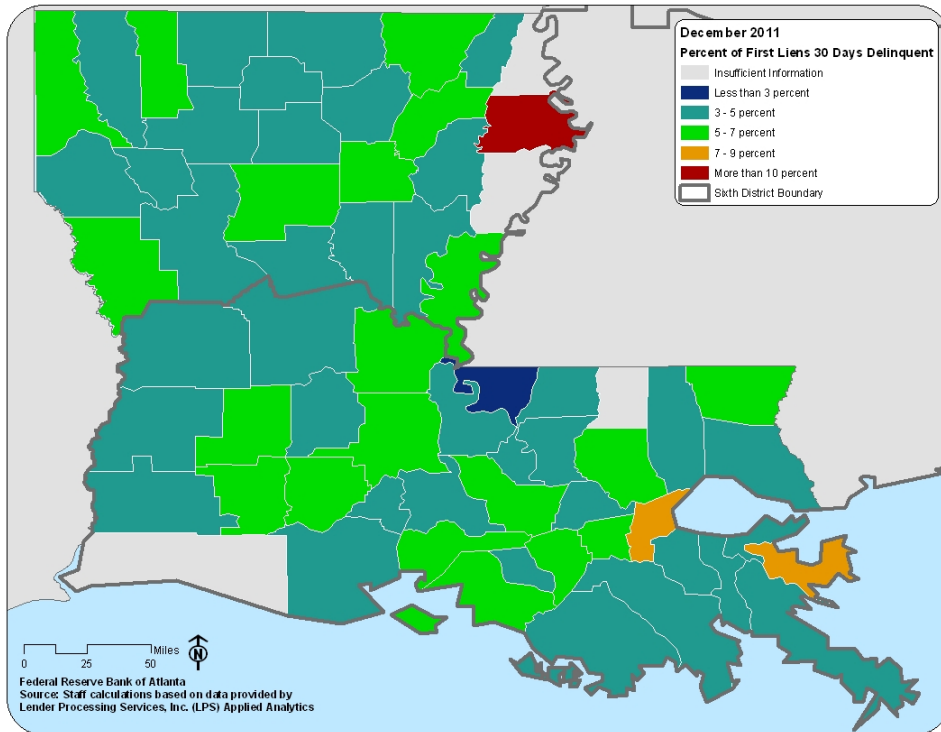 December 2011
Percent of First Liens 30 Days Delinquent
Insufficient Information
Less than 3 percent
3 - 5 percent
5 - 7 percent
7 - 9 percent
More than 10 percent
Sixth District Boundary
Miles
0 25 50
N
Federal Reserve Bank of Atlanta
Source: Staff calculations based on data provided by
Lender Processing Services, Inc. (LPS) Applied Analytics